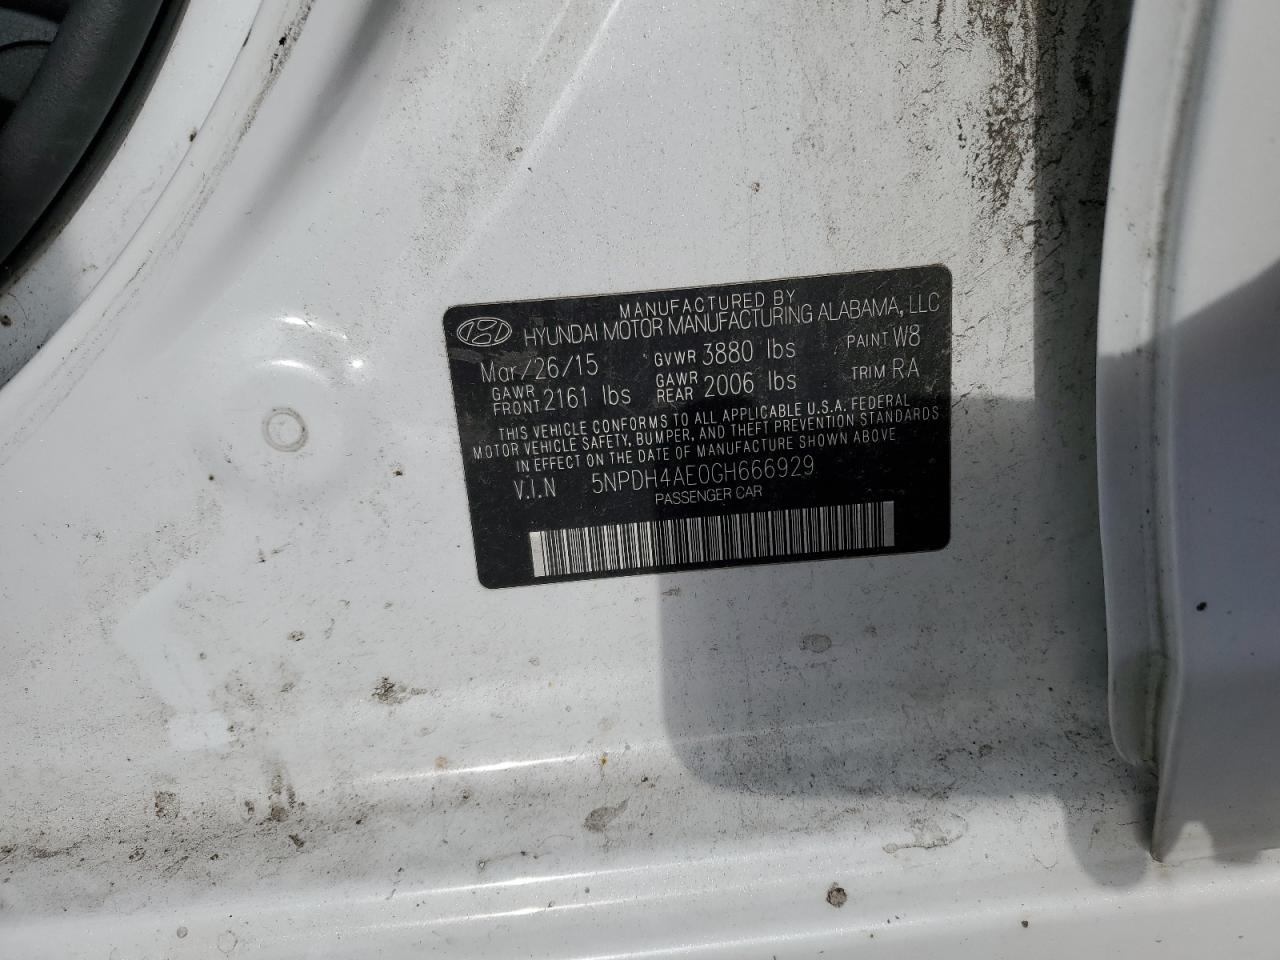 MANUFACTURED BY
HYUNDAI MOTOR MANUFACTURING ALABAMA, LLC
Mar/26/15 GVWR 3880 lbs PAINT W8
GAWR FRONT 2161 lbs GAWR REAR 2006 lbs TRIM RA
THIS VEHICLE CONFORMS TO ALL APPLICABLE U.S.A. FEDERAL
MOTOR VEHICLE SAFETY, BUMPER, AND THEFT PREVENTION STANDARDS
IN EFFECT ON THE DATE OF MANUFACTURE SHOWN ABOVE
V.I.N 5NPDH4AE0GH666929
PASSENGER CAR